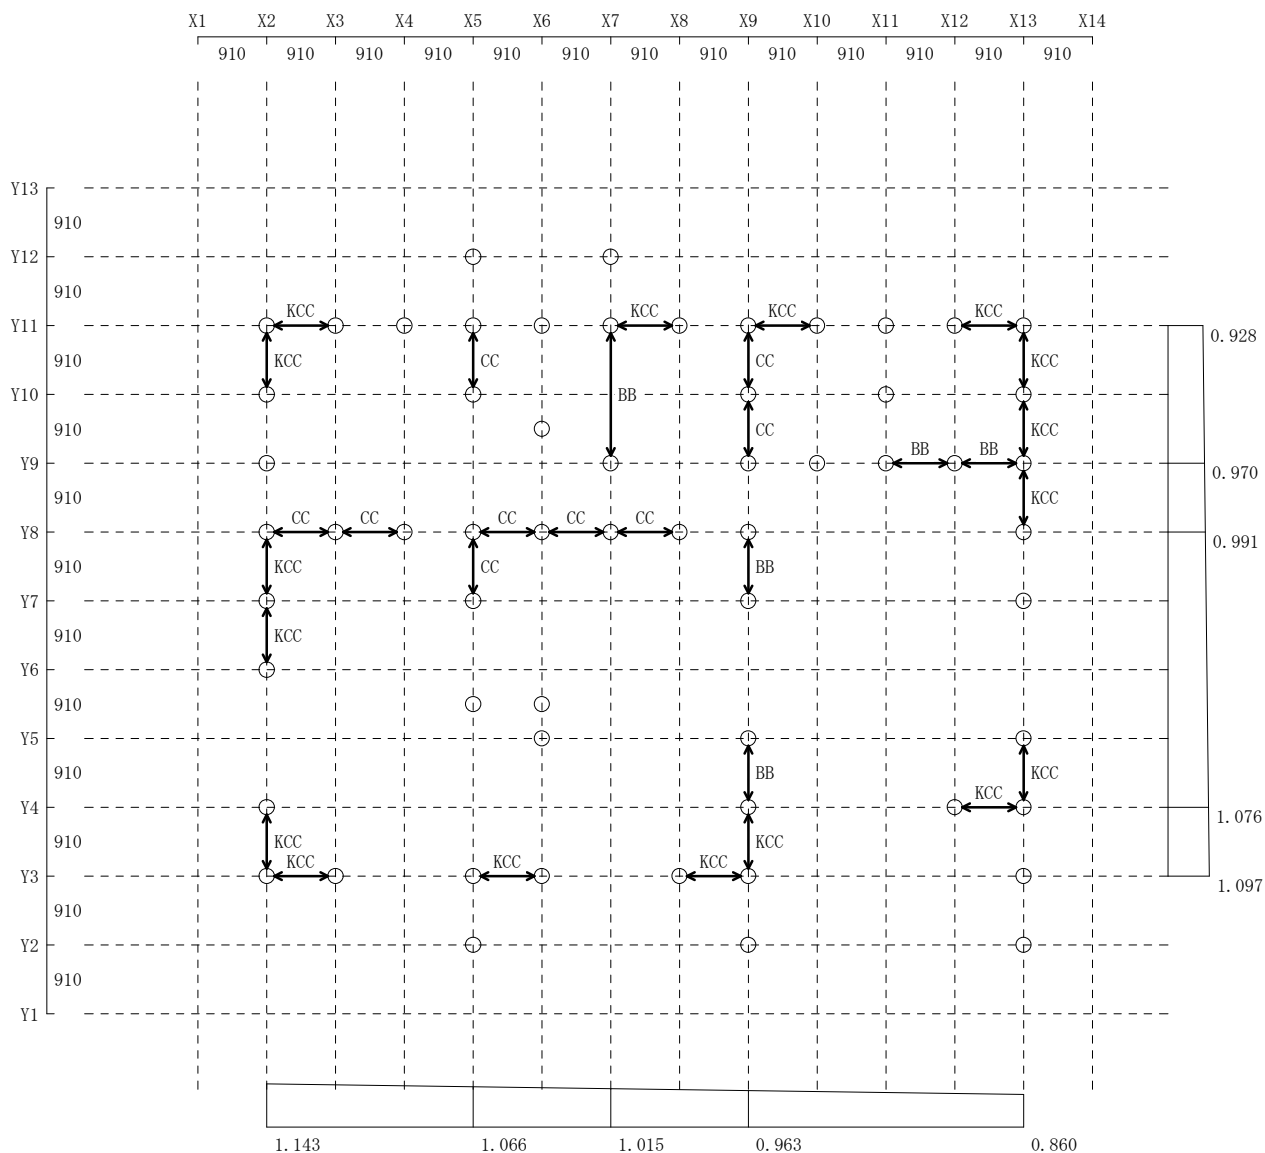 X1 X2 X3 X4 X5 X6 X7 X8 X9 X10 X11 X12 X13 X14
910 910 910 910 910 910 910 910 910 910 910 910 910
Y13
910
Y12
910
KCC KCC KCC KCC
Y11
0.928
910 KCC CC CC KCC
Y10 BB
910 CC KCC
BB BB
Y9
0.970
910 KCC
CC CC CC CC CC
Y8
0.991
910 KCC CC BB
Y7
910 KCC
Y6
910
Y5
910 BB KCC
KCC
Y4
1.076
910 KCC KCC
KCC KCC KCC
Y3
1.097
910
Y2
910
Y1
1.143 1.066 1.015 0.963 0.860